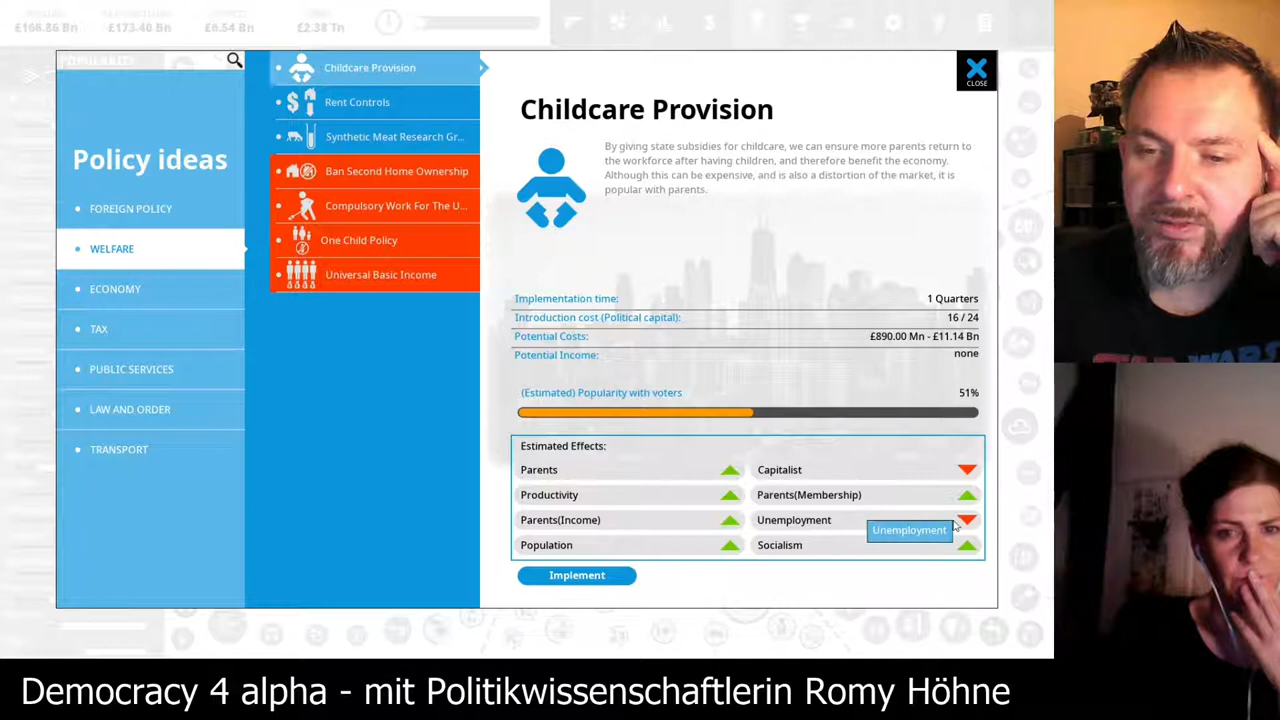 £166.86 Bn £173.40 Bn £6.54 Bn £2.38 Tn
POPULARITY
Policy ideas
FOREIGN POLICY
WELFARE
ECONOMY
TAX
PUBLIC SERVICES
LAW AND ORDER
TRANSPORT
Childcare Provision
Rent Controls
Synthetic Meat Research Gr...
Ban Second Home Ownership
Compulsory Work For The U...
One Child Policy
Universal Basic Income
CLOSE
Childcare Provision
By giving state subsidies for childcare, we can ensure more parents return to
the workforce after having children, and therefore benefit the economy.
Although this can be expensive, and is also a distortion of the market, it is
popular with parents.
Implementation time: 1 Quarters
Introduction cost (Political capital): 16 / 24
Potential Costs: £890.00 Mn - £11.14 Bn
Potential Income: none
(Estimated) Popularity with voters 51%
Estimated Effects:
Parents Capitalist
Productivity Parents(Membership)
Parents(Income) Unemployment
Unemployment
Population Socialism
Implement
STAR WARS
Democracy 4 alpha - mit Politikwissenschaftlerin Romy Höhne